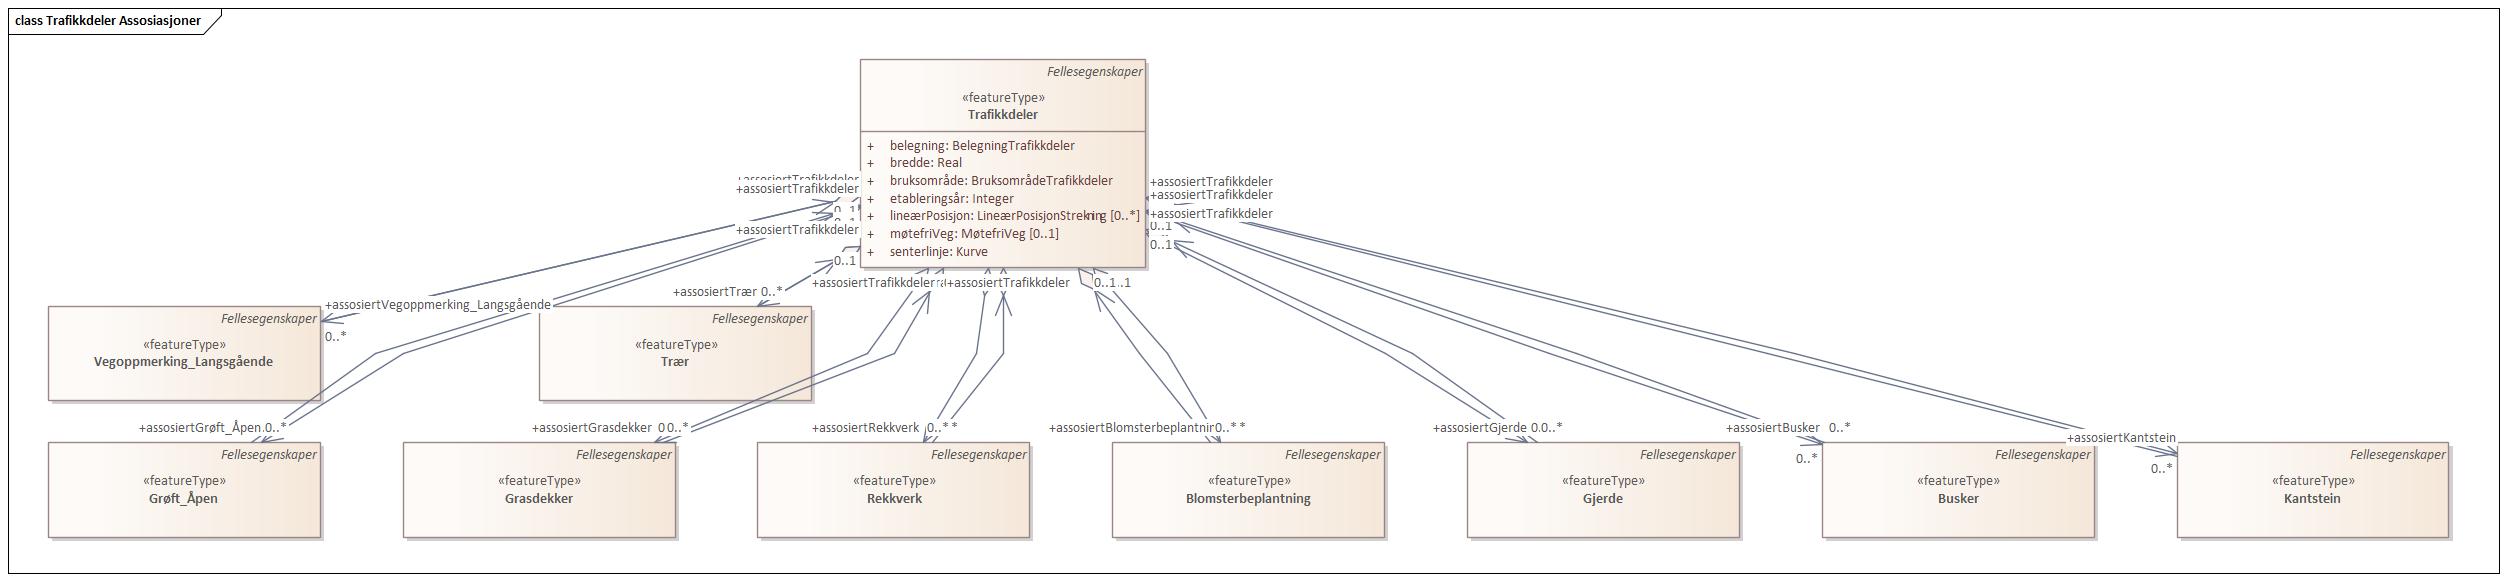 class Trafikkdeler Assosiasjoner
Fellesegenskaper
«featureType»
Trafikkdeler
+ belegning: BelegningTrafikkdeler
+ bredde: Real
+ bruksområde: BruksområdeTrafikkdeler
+ etableringsår: Integer
+ lineærPosisjon: LineærPosisjonStrekning [0..*]
+ møtefriVeg: MøtefriVeg [0..1]
+ senterlinje: Kurve
+assosiertTrafikkdeler
+assosiertTrafikkdeler
+assosiertTrafikkdeler
0..1
+assosiertTrafikkdeler
+assosiertTrafikkdeler
+assosiertTrafikkdeler
0..1
0..1
+assosiertTrafikkdeler
+assosiertTrafikkdeler
0..1
+assosiertTrær 0..*
+assosiertVegoppmerking_Langsgående
0..*
Fellesegenskaper
«featureType»
Vegoppmerking_Langsgående
Fellesegenskaper
«featureType»
Trær
+assosiertGrøft_Åpen 0..*
+assosiertGrasdekker 0..*
+assosiertRekkverk 0..*
+assosiertBlomsterbeplantnin 0..*
+assosiertGjerde 0..*
+assosiertBusker 0..*
0..*
+assosiertKantstein
0..*
Fellesegenskaper
«featureType»
Grøft_Åpen
Fellesegenskaper
«featureType»
Grasdekker
Fellesegenskaper
«featureType»
Rekkverk
Fellesegenskaper
«featureType»
Blomsterbeplantning
Fellesegenskaper
«featureType»
Gjerde
Fellesegenskaper
«featureType»
Busker
Fellesegenskaper
«featureType»
Kantstein